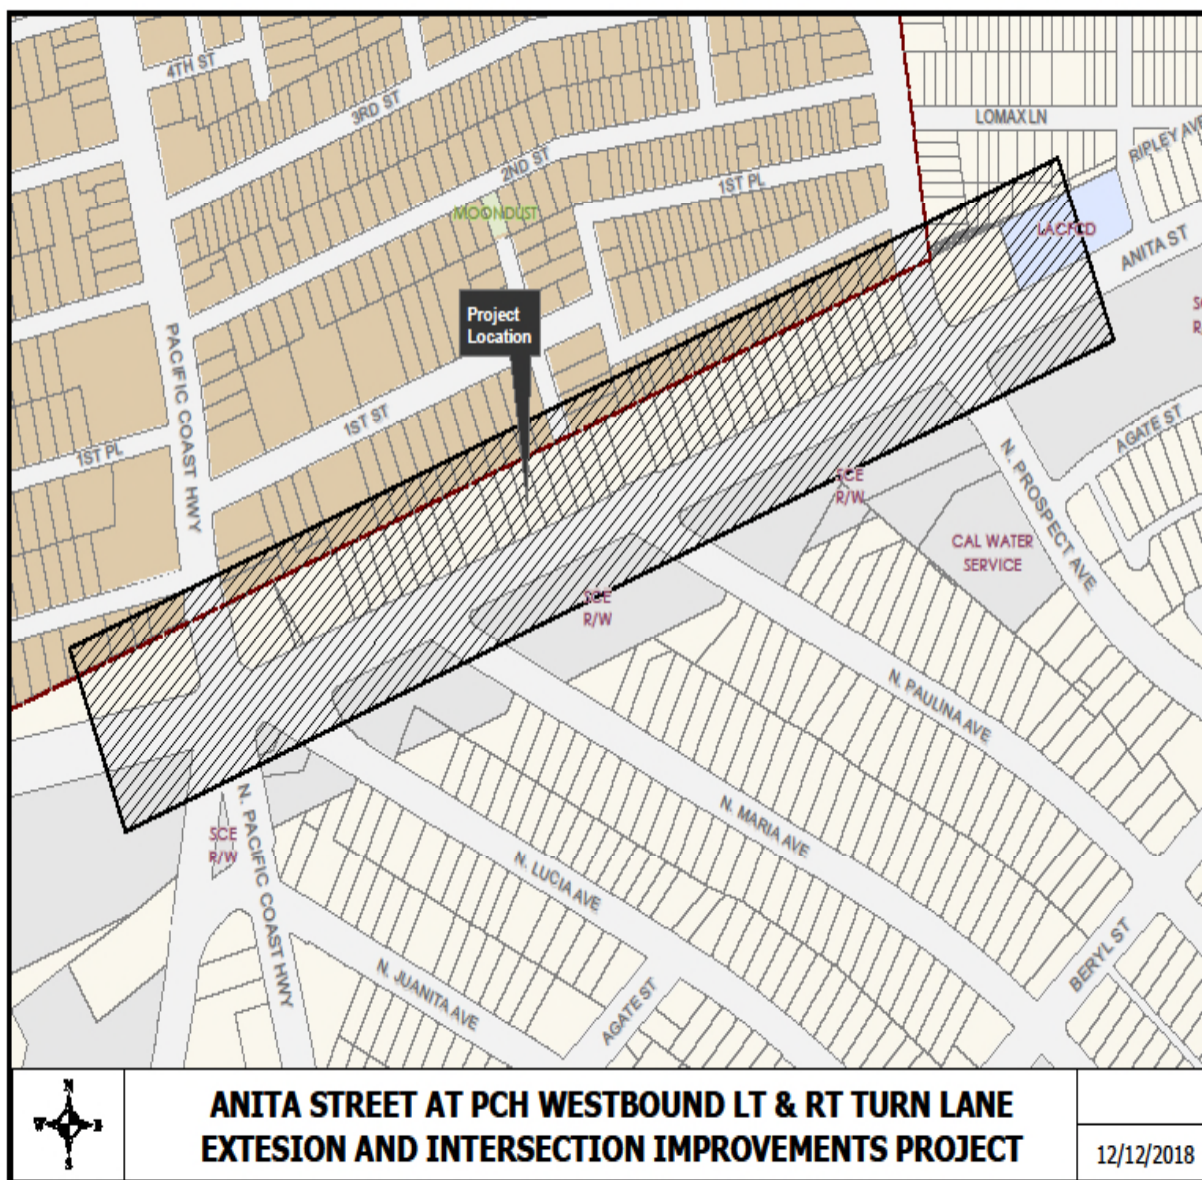 4TH ST
3RD ST
2ND ST
1ST PL
LOMAX LN
RIPLEY AVE
MOONDUST
LACFCD
ANITA ST
Project
Location
PACIFIC COAST HWY
1ST ST
1ST PL
AGATE ST
N. PROSPECT AVE
SCE
R/W
CAL WATER
SERVICE
SCE
R/W
N. PAULINA AVE
N. MARIA AVE
N. LUCIA AVE
SCE
R/W
N. PACIFIC COAST HWY
N. JUANITA AVE
AGATE ST
BERYL ST
N
W E
S
ANITA STREET AT PCH WESTBOUND LT & RT TURN LANE
EXTESION AND INTERSECTION IMPROVEMENTS PROJECT
12/12/2018